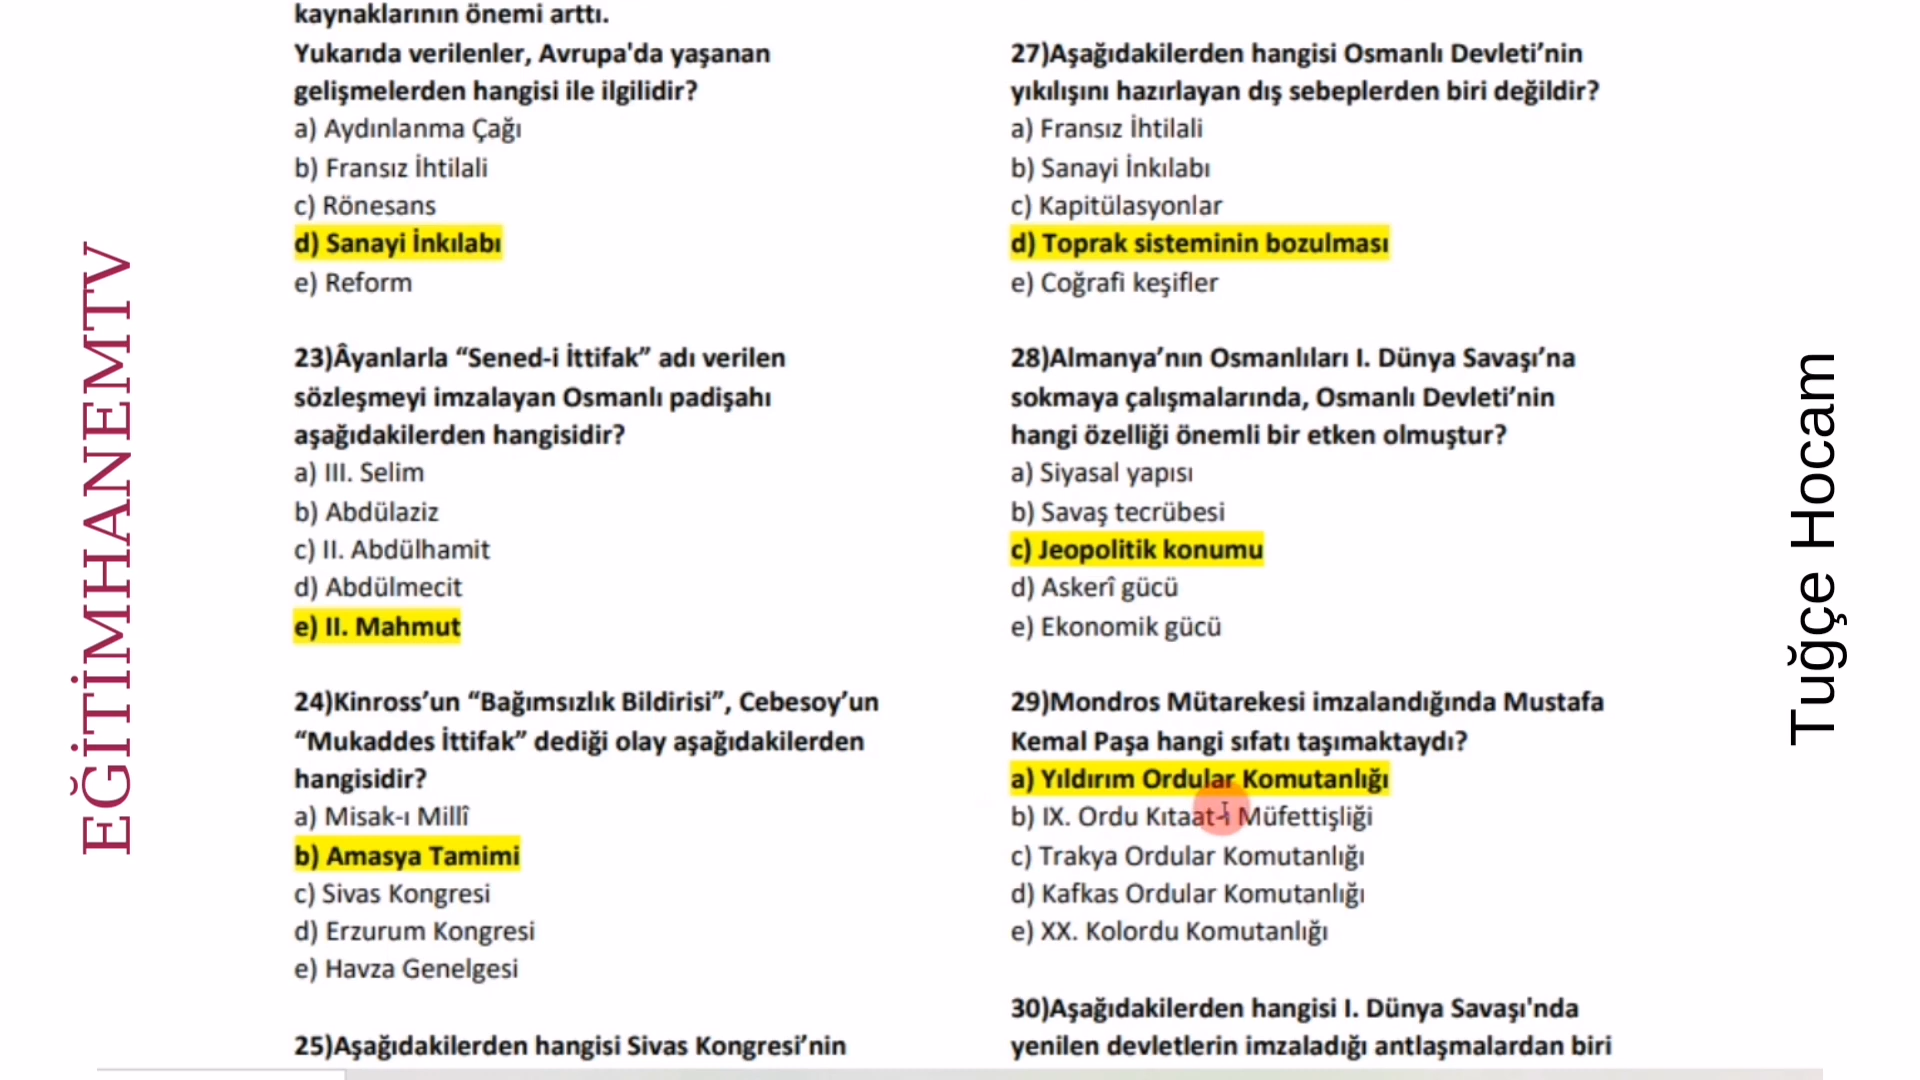 EĞİTİMHANEMTV
kaynaklarının önemi arttı.
Yukarıda verilenler, Avrupa'da yaşanan
gelişmelerden hangisi ile ilgilidir?
a) Aydınlanma Çağı
b) Fransız İhtilali
c) Rönesans
d) Sanayi İnkılabı
e) Reform
23)Âyanlarla “Sened-i İttifak” adı verilen
sözleşmeyi imzalayan Osmanlı padişahı
aşağıdakilerden hangisidir?
a) III. Selim
b) Abdülaziz
c) II. Abdülhamit
d) Abdülmecit
e) II. Mahmut
24)Kinross’un “Bağımsızlık Bildirisi”, Cebesoy’un
“Mukaddes İttifak” dediği olay aşağıdakilerden
hangisidir?
a) Misak-ı Millî
b) Amasya Tamimi
c) Sivas Kongresi
d) Erzurum Kongresi
e) Havza Genelgesi
25)Aşağıdakilerden hangisi Sivas Kongresi’nin
27)Aşağıdakilerden hangisi Osmanlı Devleti’nin
yıkılışını hazırlayan dış sebeplerden biri değildir?
a) Fransız İhtilali
b) Sanayi İnkılabı
c) Kapitülasyonlar
d) Toprak sisteminin bozulması
e) Coğrafi keşifler
28)Almanya’nın Osmanlıları I. Dünya Savaşı’na
sokmaya çalışmalarında, Osmanlı Devleti’nin
hangi özelliği önemli bir etken olmuştur?
a) Siyasal yapısı
b) Savaş tecrübesi
c) Jeopolitik konumu
d) Askerî gücü
e) Ekonomik gücü
29)Mondros Mütarekesi imzalandığında Mustafa
Kemal Paşa hangi sıfatı taşımaktaydı?
a) Yıldırım Ordular Komutanlığı
b) IX. Ordu Kıtaat-ı Müfettişliği
c) Trakya Ordular Komutanlığı
d) Kafkas Ordular Komutanlığı
e) XX. Kolordu Komutanlığı
30)Aşağıdakilerden hangisi I. Dünya Savaşı'nda
yenilen devletlerin imzaladığı antlaşmalardan biri
Tuğçe Hocam